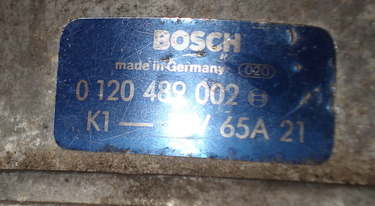 BOSCH
made in Germany 020
0 120 489 002
K1 — V 65A 21